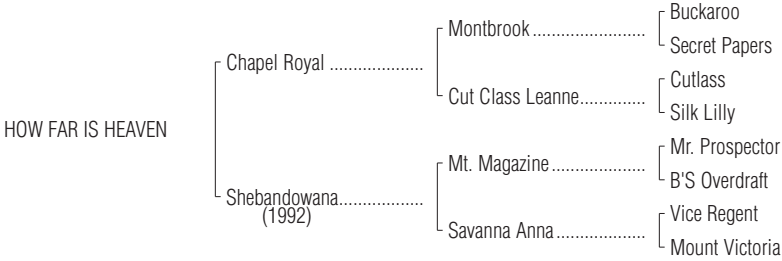 Buckaroo
Montbrook ........................
Secret Papers
Chapel Royal ....................
Cutlass
Cut Class Leanne..............
Silk Lilly
HOW FAR IS HEAVEN
Mr. Prospector
Mt. Magazine ....................
B'S Overdraft
Shebandowana..................
(1992)
Vice Regent
Savanna Anna ...................
Mount Victoria